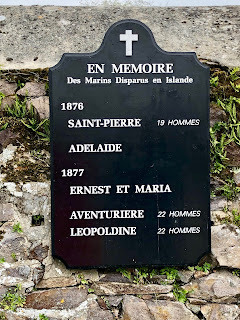 EN MEMOIRE
Des Marins Disparus en Islande
1876
SAINT-PIERRE 19 HOMMES
ADELAIDE
1877
ERNEST ET MARIA
AVENTURIERE 22 HOMMES
LEOPOLDINE 22 HOMMES